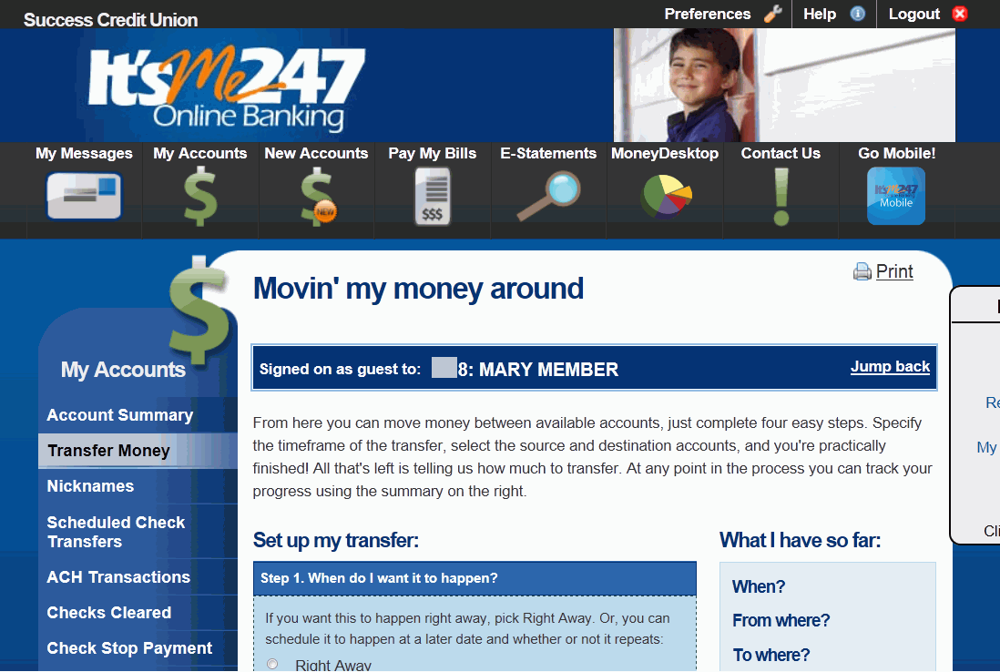 Success Credit Union
Preferences
Help
Logout
It's Me 247
Online Banking
My Messages
My Accounts
New Accounts
Pay My Bills
E-Statements
MoneyDesktop
Contact Us
Go Mobile!
NEW
$$$
It's Me 247
Mobile
Movin' my money around
Print
My Accounts
Account Summary
Transfer Money
Nicknames
Scheduled Check
Transfers
ACH Transactions
Checks Cleared
Check Stop Payment
Signed on as guest to: 8: MARY MEMBER
Jump back
From here you can move money between available accounts, just complete four easy steps. Specify
the timeframe of the transfer, select the source and destination accounts, and you're practically
finished! All that's left is telling us how much to transfer. At any point in the process you can track your
progress using the summary on the right.
Set up my transfer:
Step 1. When do I want it to happen?
If you want this to happen right away, pick Right Away. Or, you can
schedule it to happen at a later date and whether or not it repeats:
Right Away
What I have so far:
When?
From where?
To where?
My